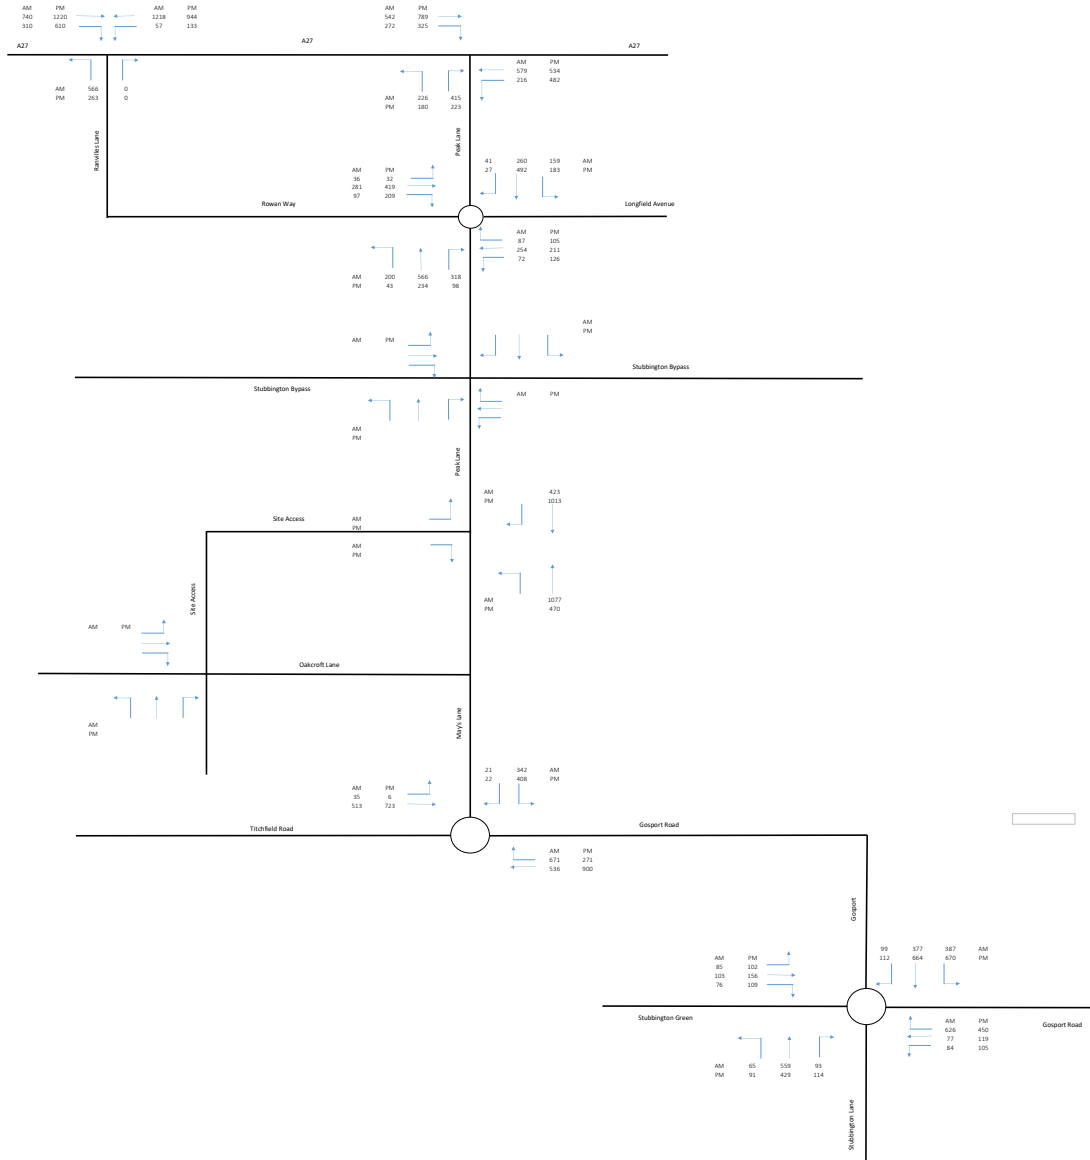 AM PM AM PM AM PM
740 1220 1218 944 542 789
310 610 57 133 272 325
A27 A27 A27
AM PM
579 534
216 482
AM 566 0
PM 263 0
AM 226 415
PM 180 223
Ranvilles Lane
Peak Lane
41 260 159 AM
27 492 183 PM
AM PM
36 32
281 419
97 209
Rowan Way Longfield Avenue
AM PM
87 105
254 211
72 126
AM 200 566 318
PM 43 234 98
AM
PM
AM PM
Stubbington Bypass
Stubbington Bypass
AM PM
AM
PM
Peak Lane
AM 423
PM 1013
Site Access
AM
PM
AM
PM
Site Access
AM 1077
PM 470
AM PM
Oakcroft Lane
AM
PM
May's Lane
21 342 AM
22 408 PM
AM PM
35 6
513 723
Titchfield Road Gosport Road
AM PM
671 271
536 900
Gosport
99 377 387 AM
112 664 670 PM
AM PM
85 102
103 156
76 109
Stubbington Green
AM PM
626 450
77 119
84 105
Gosport Road
AM 65 559 93
PM 91 429 114
Stubbington Lane